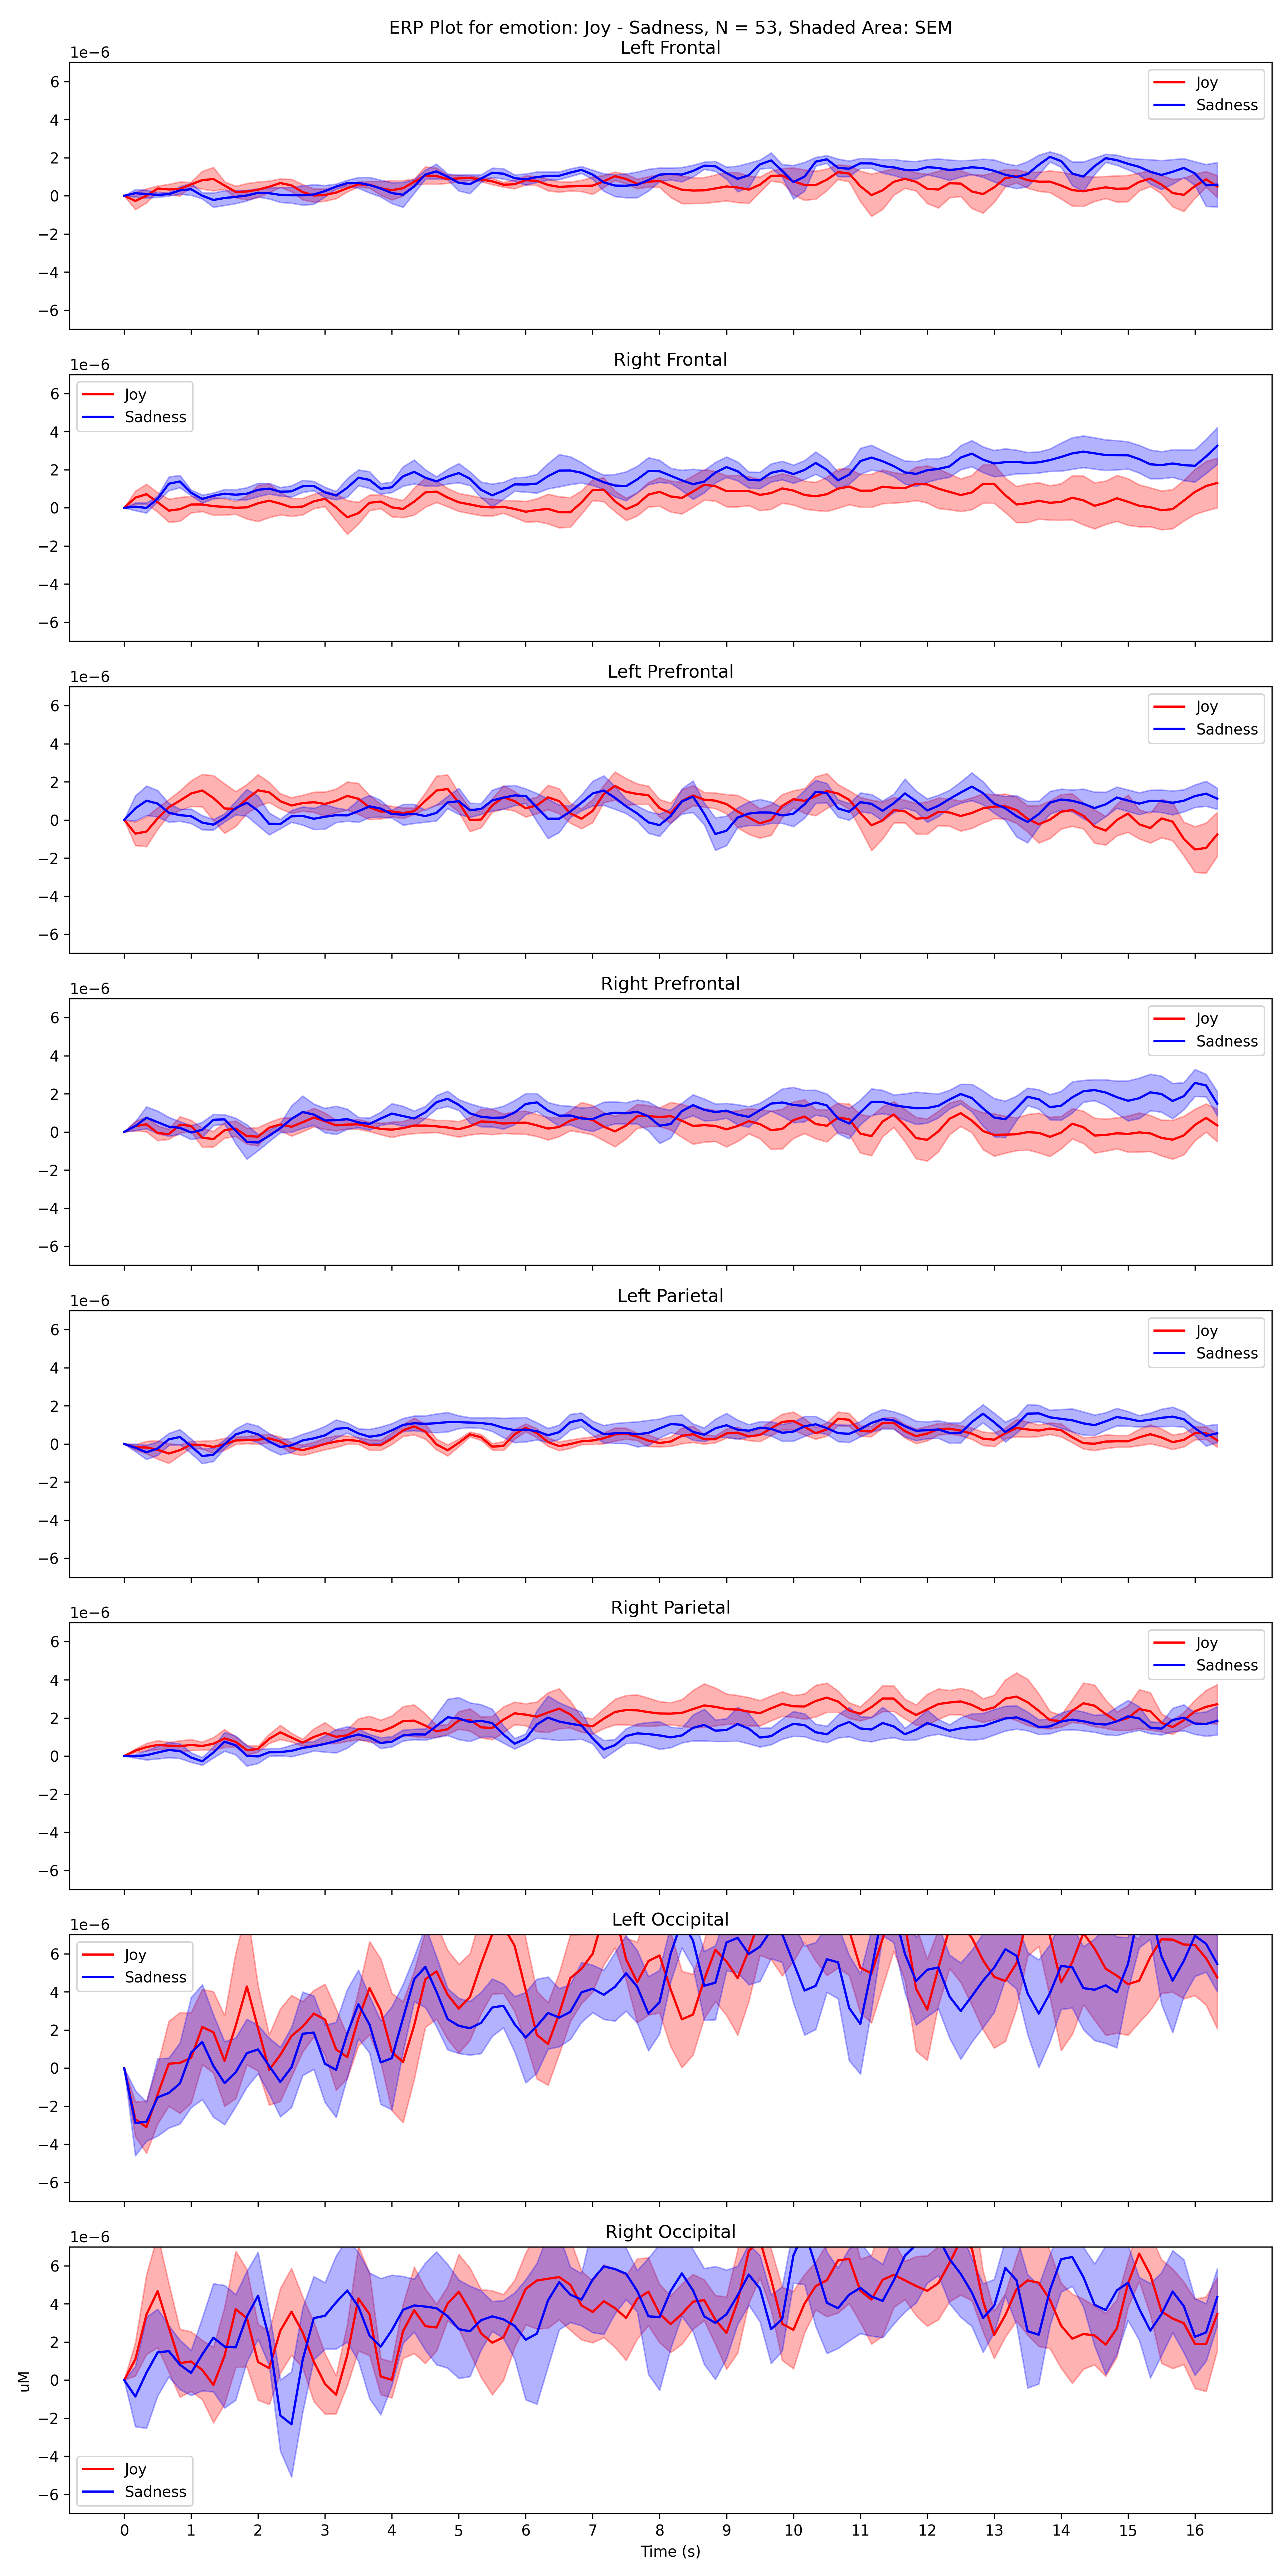 ERP Plot for emotion: Joy - Sadness, N = 53, Shaded Area: SEM
Left Frontal
1e−6
6
4
2
0
−2
−4
−6
Joy
Sadness
Right Frontal
1e−6
6
4
2
0
−2
−4
−6
Joy
Sadness
Left Prefrontal
1e−6
6
4
2
0
−2
−4
−6
Joy
Sadness
Right Prefrontal
1e−6
6
4
2
0
−2
−4
−6
Joy
Sadness
Left Parietal
1e−6
6
4
2
0
−2
−4
−6
Joy
Sadness
Right Parietal
1e−6
6
4
2
0
−2
−4
−6
Joy
Sadness
Left Occipital
1e−6
6
4
2
0
−2
−4
−6
Joy
Sadness
Right Occipital
1e−6
6
4
2
0
−2
−4
−6
uM
Joy
Sadness
0 1 2 3 4 5 6 7 8 9 10 11 12 13 14 15 16
Time (s)